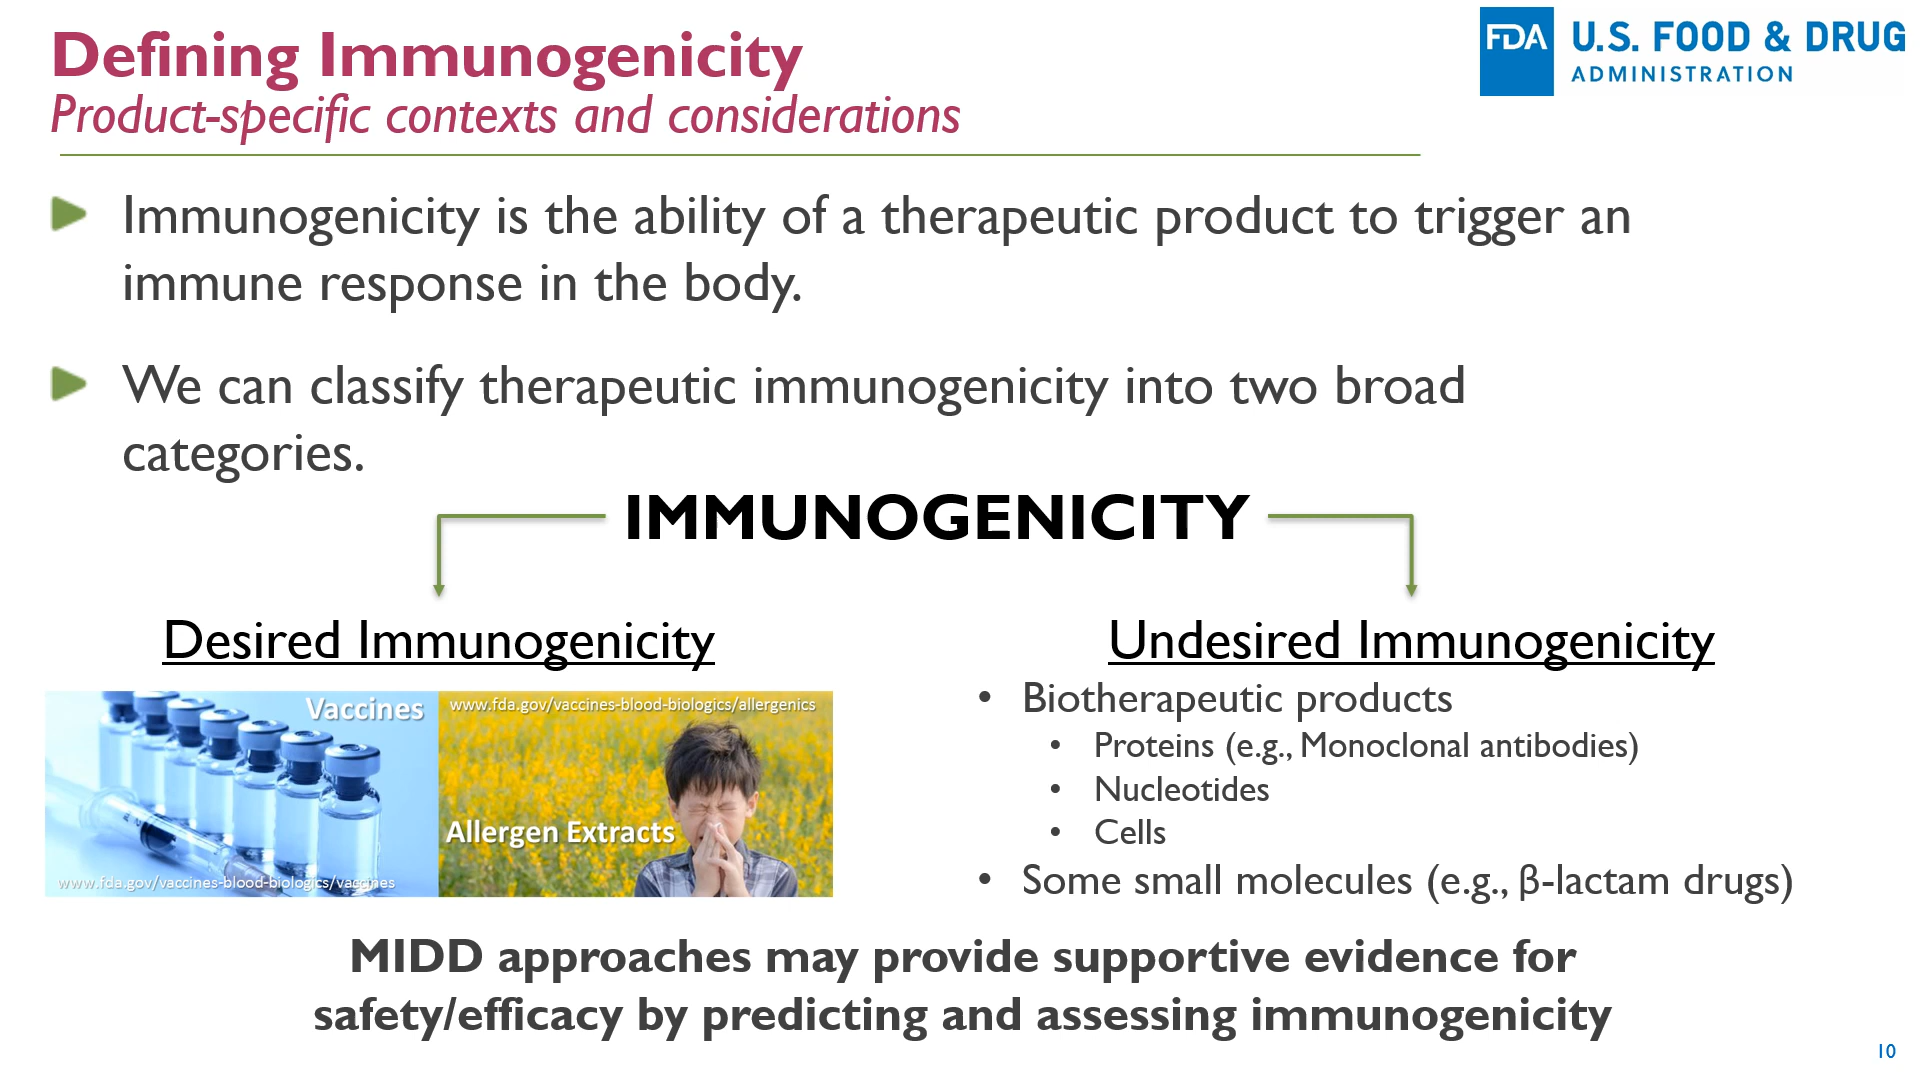 Defining Immunogenicity
Product-specific contexts and considerations
FDA U.S. FOOD & DRUG
ADMINISTRATION
Immunogenicity is the ability of a therapeutic product to trigger an
immune response in the body.
We can classify therapeutic immunogenicity into two broad
categories.
IMMUNOGENICITY
Desired Immunogenicity
Vaccines
www.fda.gov/vaccines-blood-biologics/vaccines
www.fda.gov/vaccines-blood-biologics/allergenics
Allergen Extracts
Undesired Immunogenicity
• Biotherapeutic products
• Proteins (e.g., Monoclonal antibodies)
• Nucleotides
• Cells
• Some small molecules (e.g., β-lactam drugs)
MIDD approaches may provide supportive evidence for
safety/efficacy by predicting and assessing immunogenicity
10